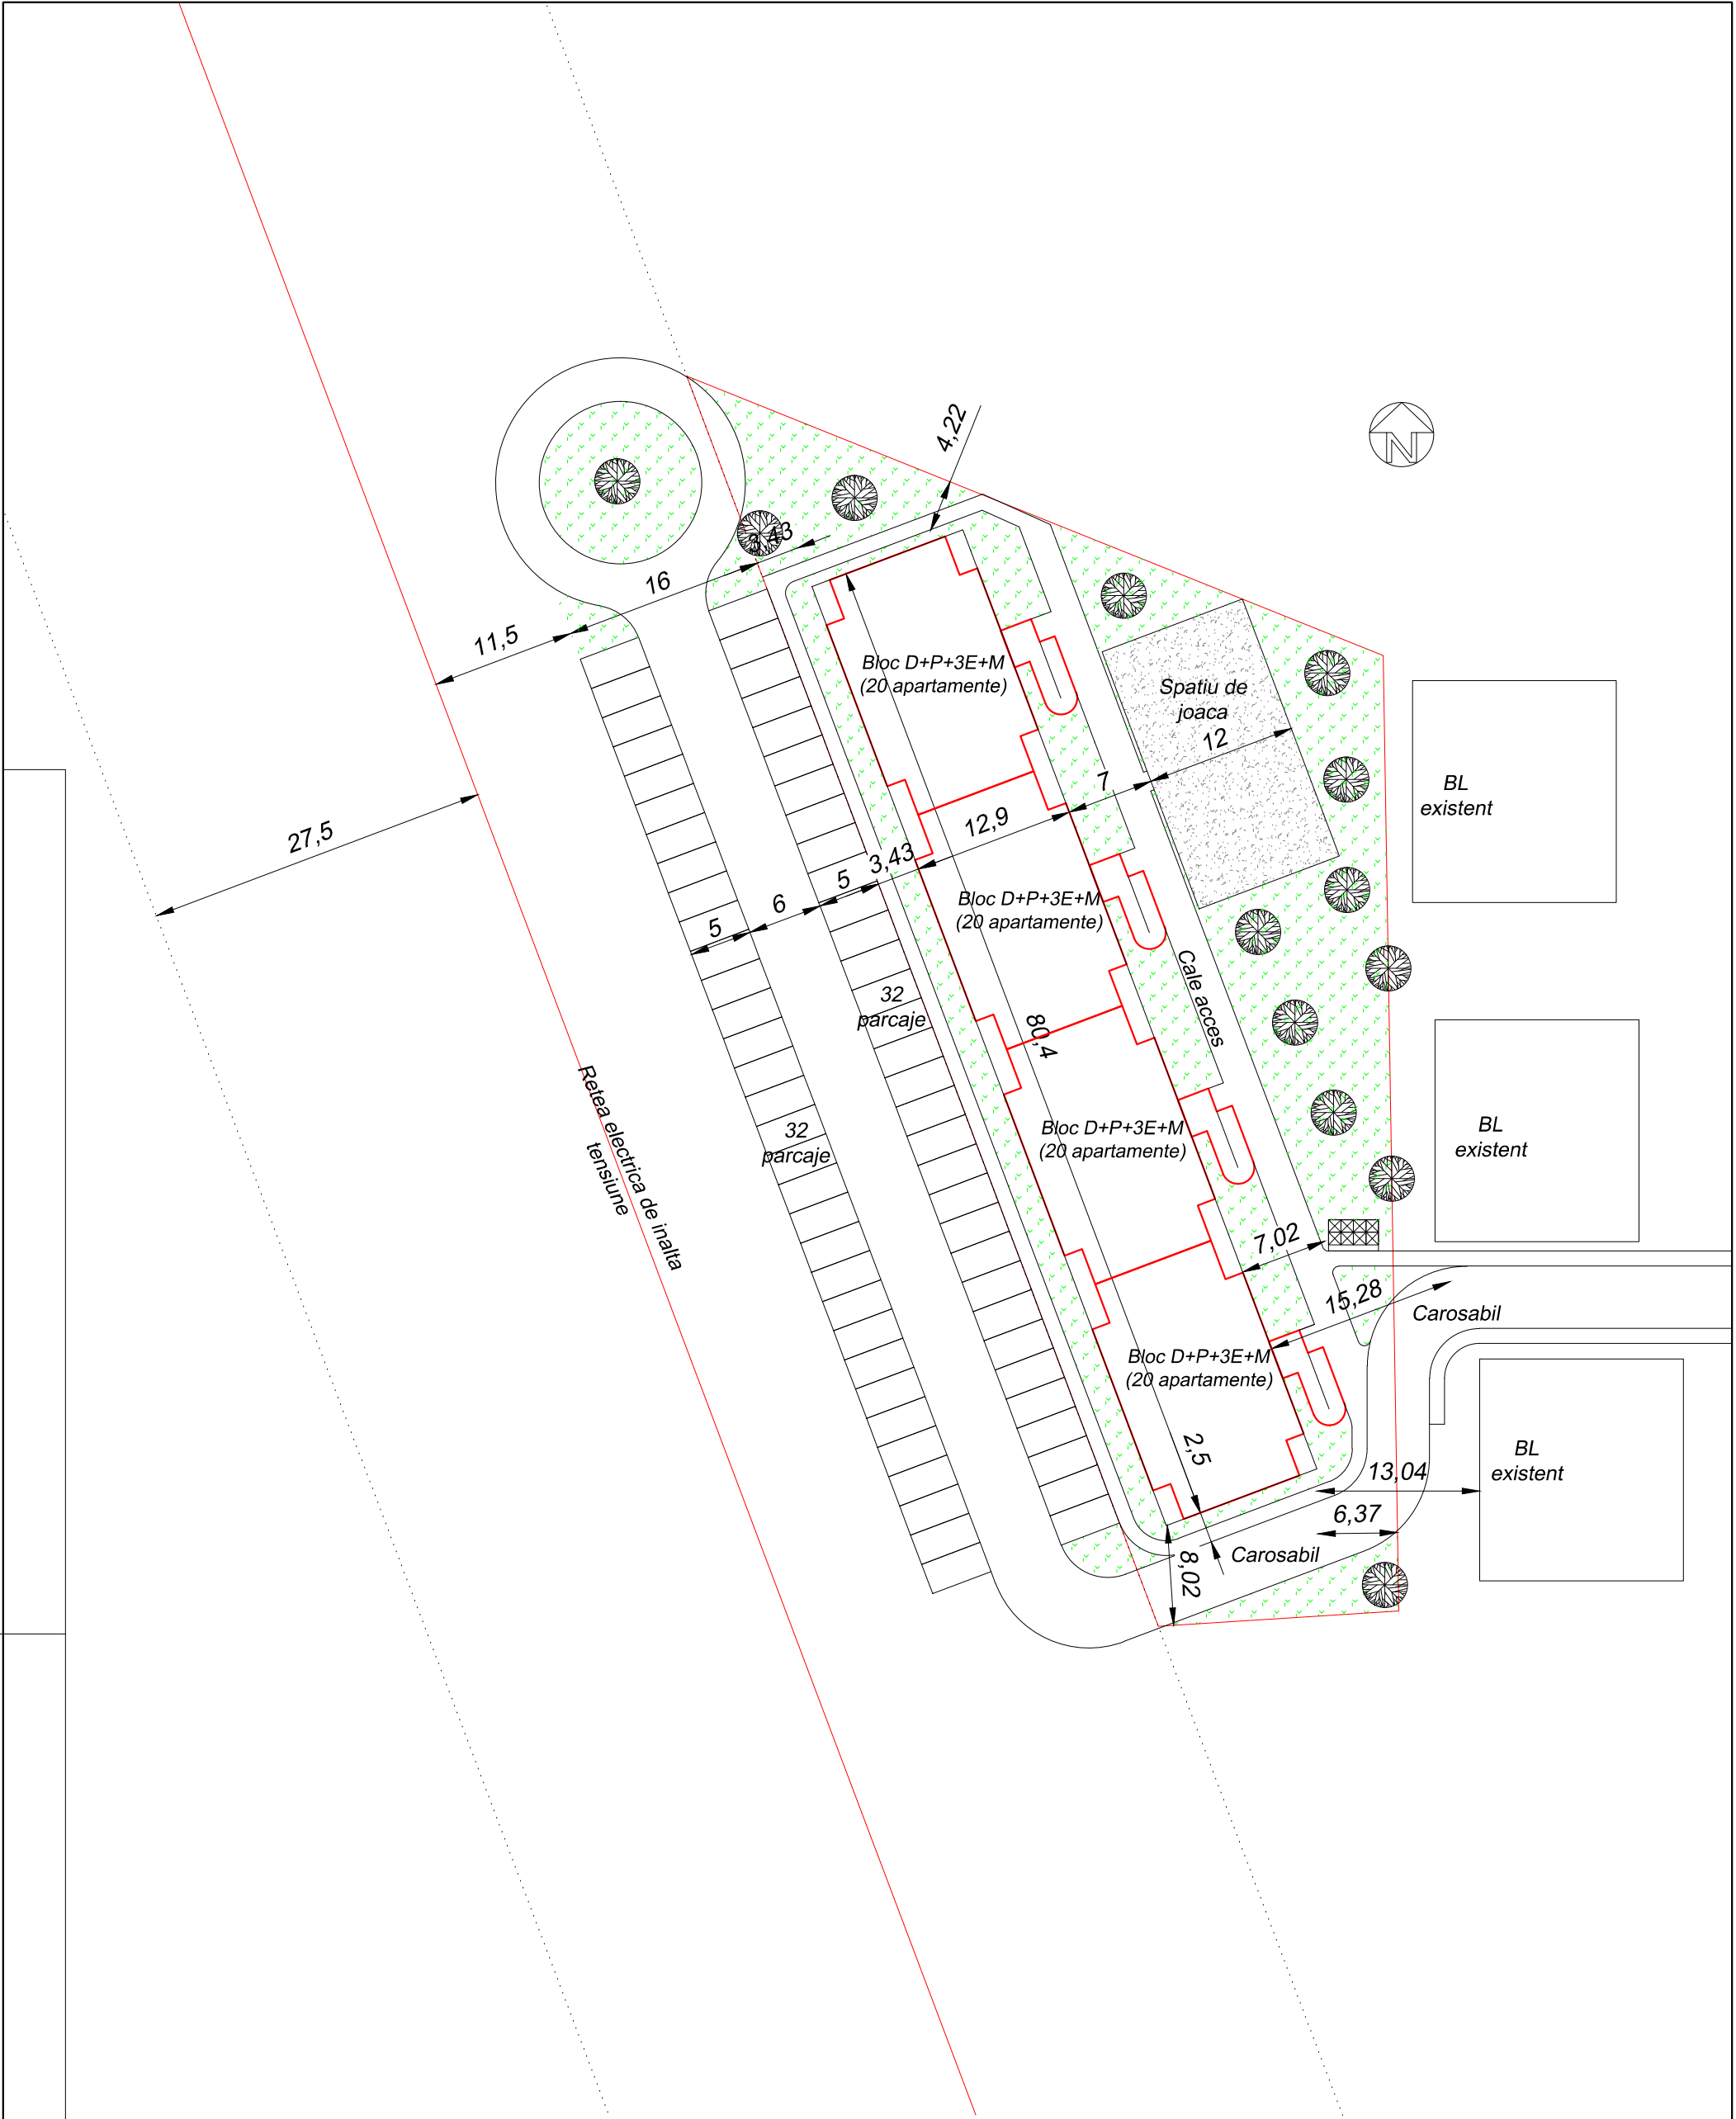 4,22
N
3,43
16
11,5
Bloc D+P+3E+M
(20 apartamente)
Spatiu de
joaca
12
7
BL
existent
27,5
12,9
3,43
5
6
5
Bloc D+P+3E+M
(20 apartamente)
Cale acces
32
parcaje
80,4
Retea electrica de inalta
tensiune
32
parcaje
Bloc D+P+3E+M
(20 apartamente)
BL
existent
7,02
15,28
Carosabil
Bloc D+P+3E+M
(20 apartamente)
2,5
13,04
BL
existent
6,37
Carosabil
8,02